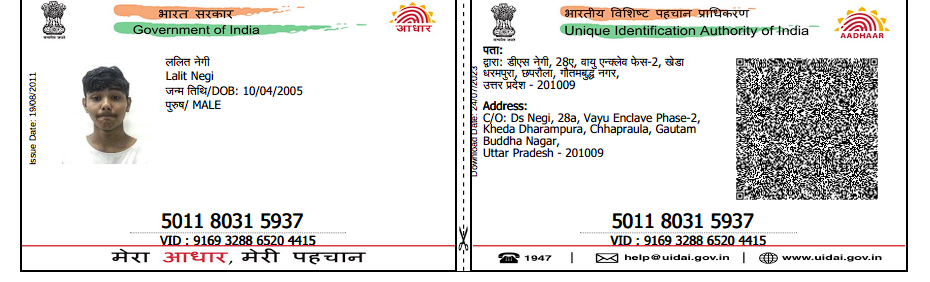 भारत सरकार
Government of India
आधार
Issue Date: 19/08/2011
ललित नेगी
Lalit Negi
जन्म तिथि/DOB: 10/04/2005
पुरुष/ MALE
5011 8031 5937
VID : 9169 3288 6520 4415
मेरा आधार, मेरी पहचान
भारतीय विशिष्ट पहचान प्राधिकरण
Unique Identification Authority of India
AADHAAR
Download Date: 24/07/2023
पता:
द्वारा: डीएस नेगी, 28ए, वायु एन्क्लेव फेस-2, खेडा
धरमपुरा, छपरौला, गौतमबुद्ध नगर,
उत्तर प्रदेश - 201009
Address:
C/O: Ds Negi, 28a, Vayu Enclave Phase-2,
Kheda Dharampura, Chhapraula, Gautam
Buddha Nagar,
Uttar Pradesh - 201009
5011 8031 5937
VID : 9169 3288 6520 4415
1947 | help@uidai.gov.in | www.uidai.gov.in